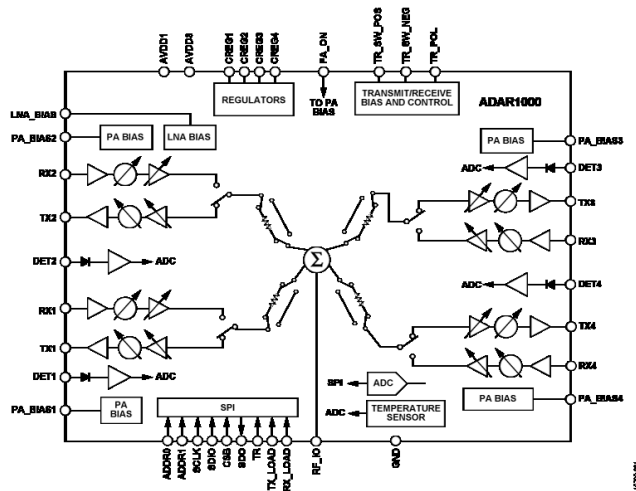 AVDD1
AVDD3
CREG1
CREG2
CREG3
CREG4
PA_ON
TR_SW_POS
TR_SW_NEG
TR_POL
REGULATORS
TO PA
BIAS
TRANSMIT/RECEIVE
BIAS AND CONTROL
ADAR1000
LNA_BIAS
PA_BIAS2
PA BIAS
LNA BIAS
PA BIAS
PA_BIAS3
ADC
DET3
RX2
TX3
TX2
RX3
DET2
ADC
Σ
ADC
DET4
RX1
TX4
TX1
RX4
DET1
ADC
SPI
ADC
PA_BIAS1
PA
BIAS
SPI
ADC
TEMPERATURE
SENSOR
PA BIAS
PA_BIAS4
ADDR0
ADDR1
SCLK
SDIO
CSB
SDO
TR
TX_LOAD
RX_LOAD
RF_IO
GND